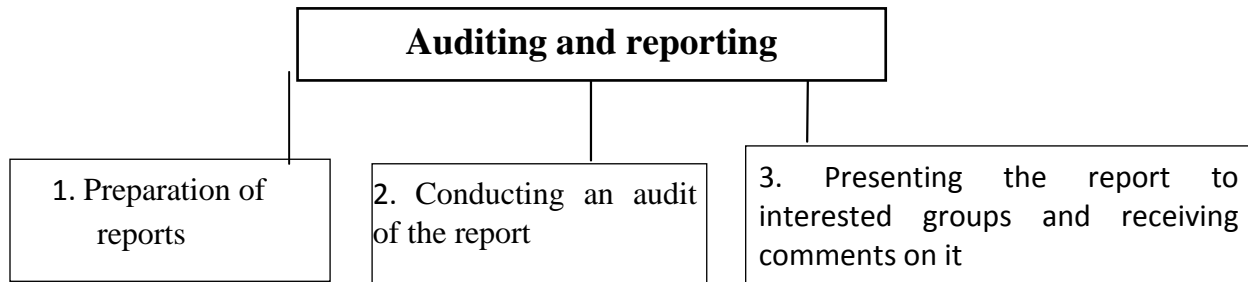 Auditing and reporting
1. Preparation of
reports
2. Conducting an audit
of the report
3. Presenting the report to
interested groups and receiving
comments on it